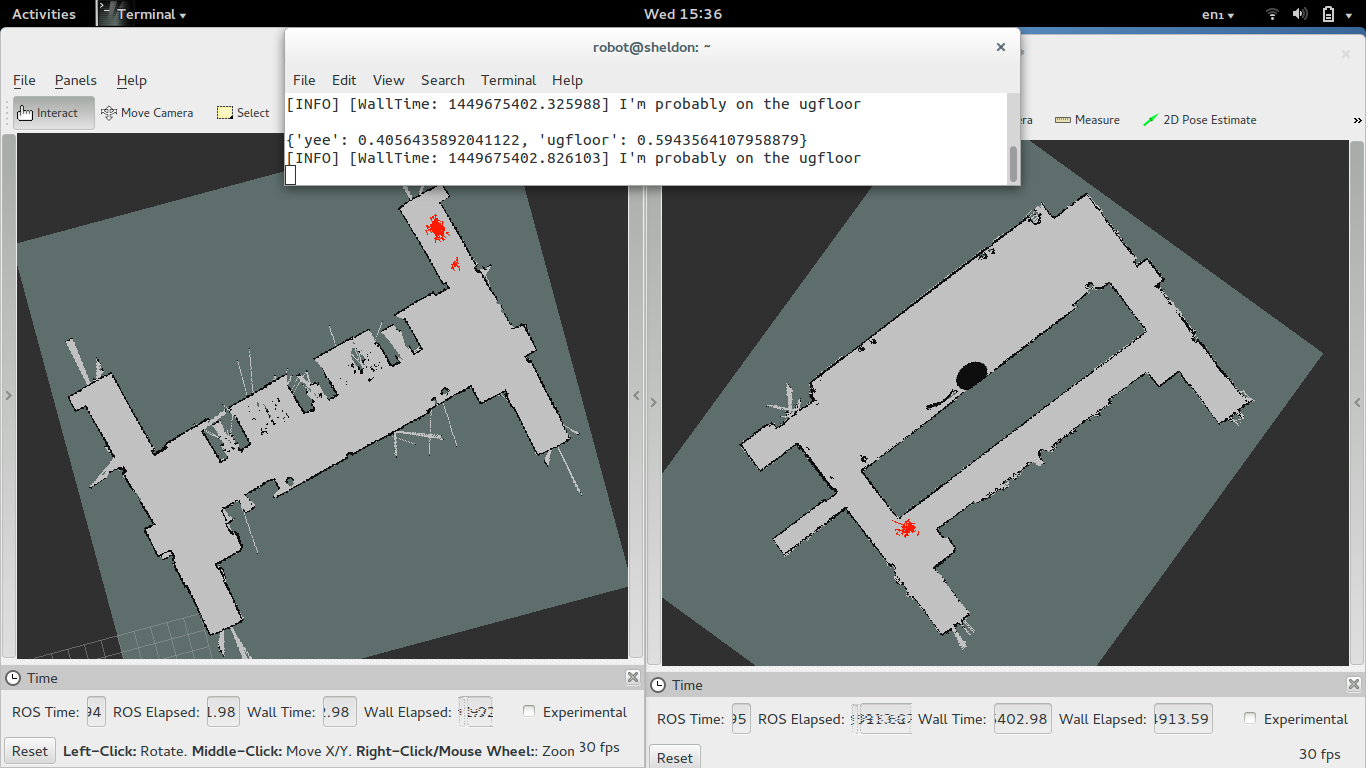 Activities Terminal Wed 15:36 en₁
robot@sheldon: ~
File Edit View Search Terminal Help
[INFO] [WallTime: 1449675402.325988] I'm probably on the ugfloor
{'yee': 0.4056435892041122, 'ugfloor': 0.5943564107958879}
[INFO] [WallTime: 1449675402.826103] I'm probably on the ugfloor
File Panels Help
Interact Move Camera Select
Measure 2D Pose Estimate »
Time
ROS Time: 94 ROS Elapsed: 1.98 Wall Time: 2.98 Wall Elapsed: Experimental
Reset Left-Click: Rotate. Middle-Click: Move X/Y. Right-Click/Mouse Wheel:: Zoom 30 fps
Time
ROS Time: 95 ROS Elapsed: Wall Time: 5402.98 Wall Elapsed: 4913.59 Experimental
Reset 30 fps